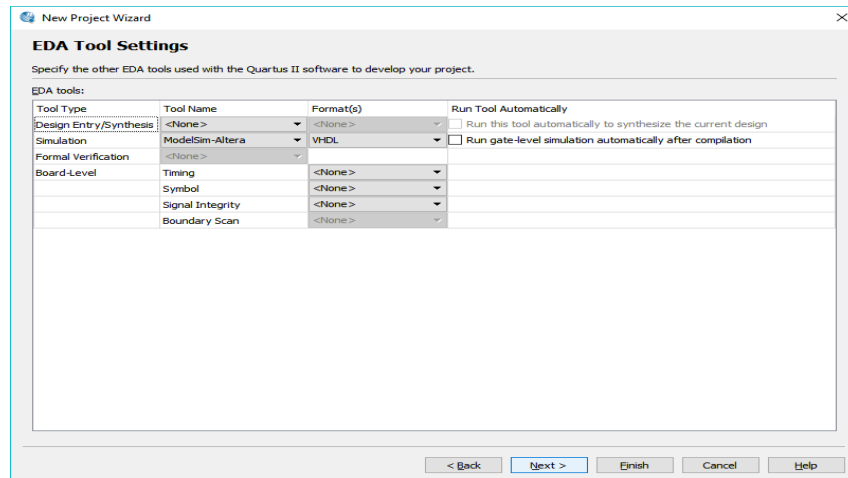 New Project Wizard
EDA Tool Settings
Specify the other EDA tools used with the Quartus II software to develop your project.
EDA tools:
Tool Type Tool Name Format(s) Run Tool Automatically
Design Entry/Synthesis <None> <None> Run this tool automatically to synthesize the current design
Simulation ModelSim-Altera VHDL Run gate-level simulation automatically after compilation
Formal Verification <None>
Board-Level Timing <None>
Symbol <None>
Signal Integrity <None>
Boundary Scan <None>
< Back Next > Finish Cancel Help